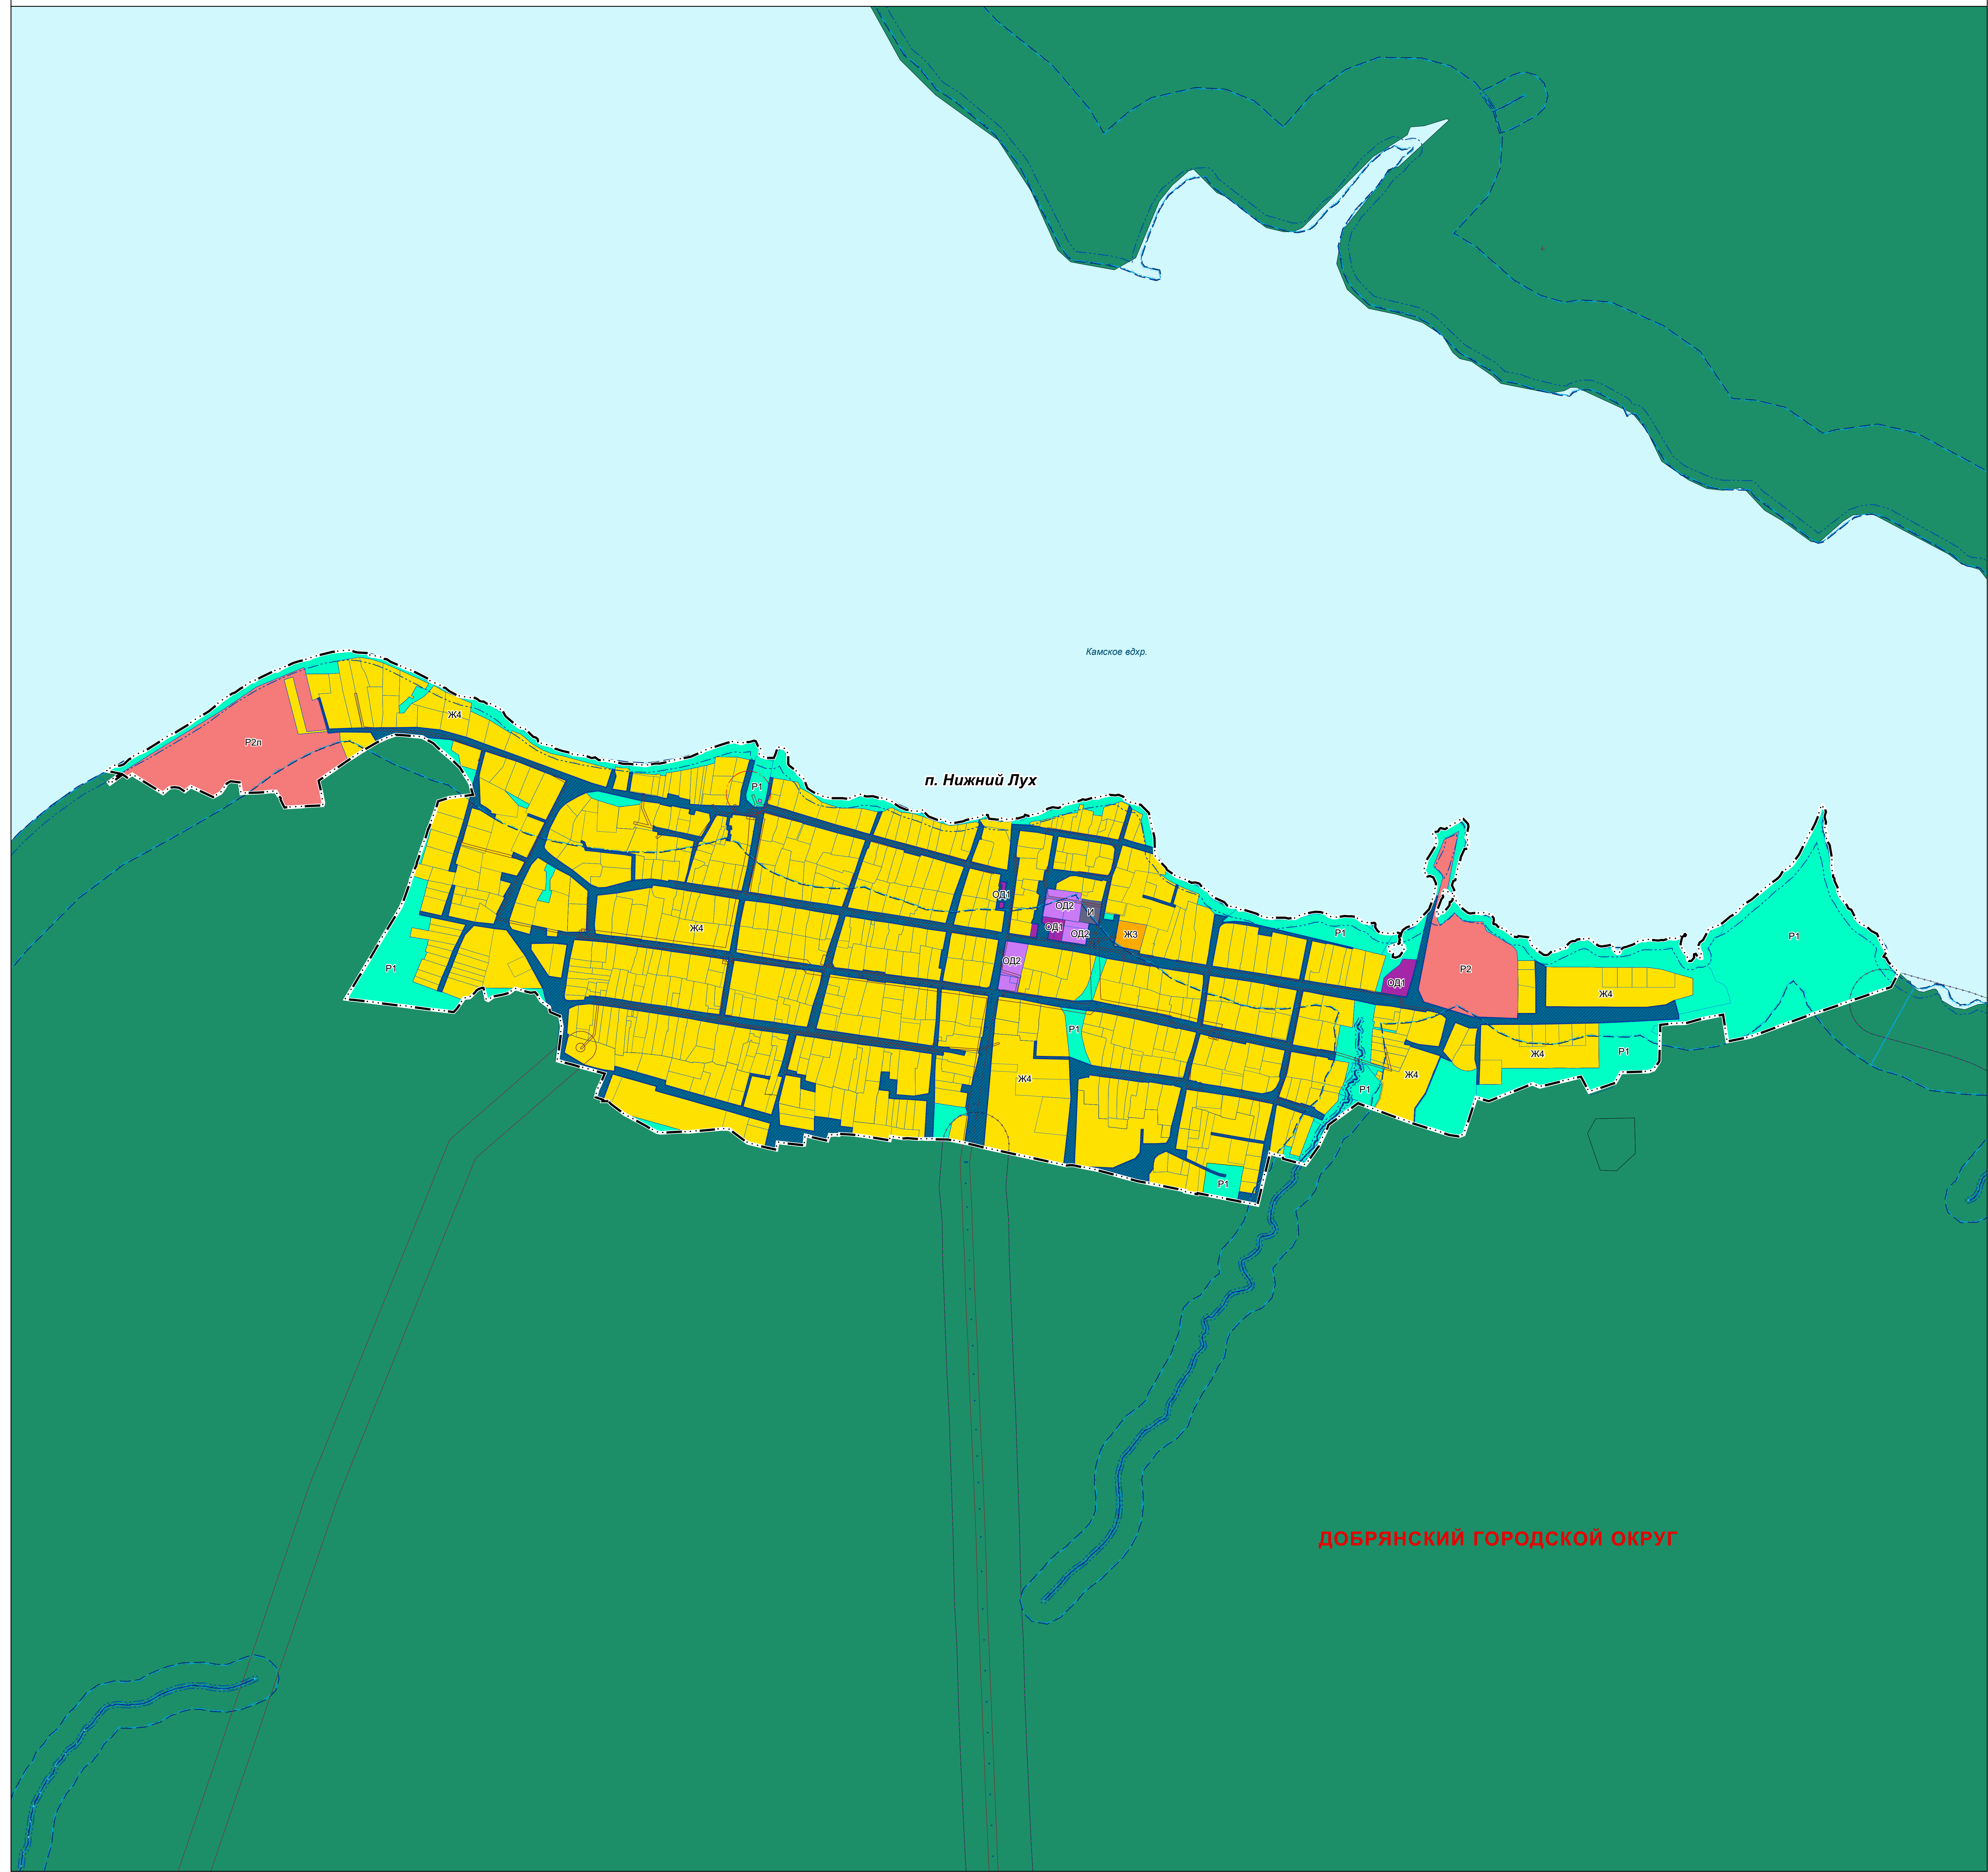 Камское вдхр.
Ж4
Р2п
п. Нижний Лух
Р1
ОД1
ОД2
И
ОД1
ОД2
Ж4
Ж3
Р1
Р1
ОД2
Р1
Р2
ОД1
Ж4
Р1
Ж4
Р1
Ж4
Ж4
Р1
Р1
ДОБРЯНСКИЙ ГОРОДСКОЙ ОКРУГ